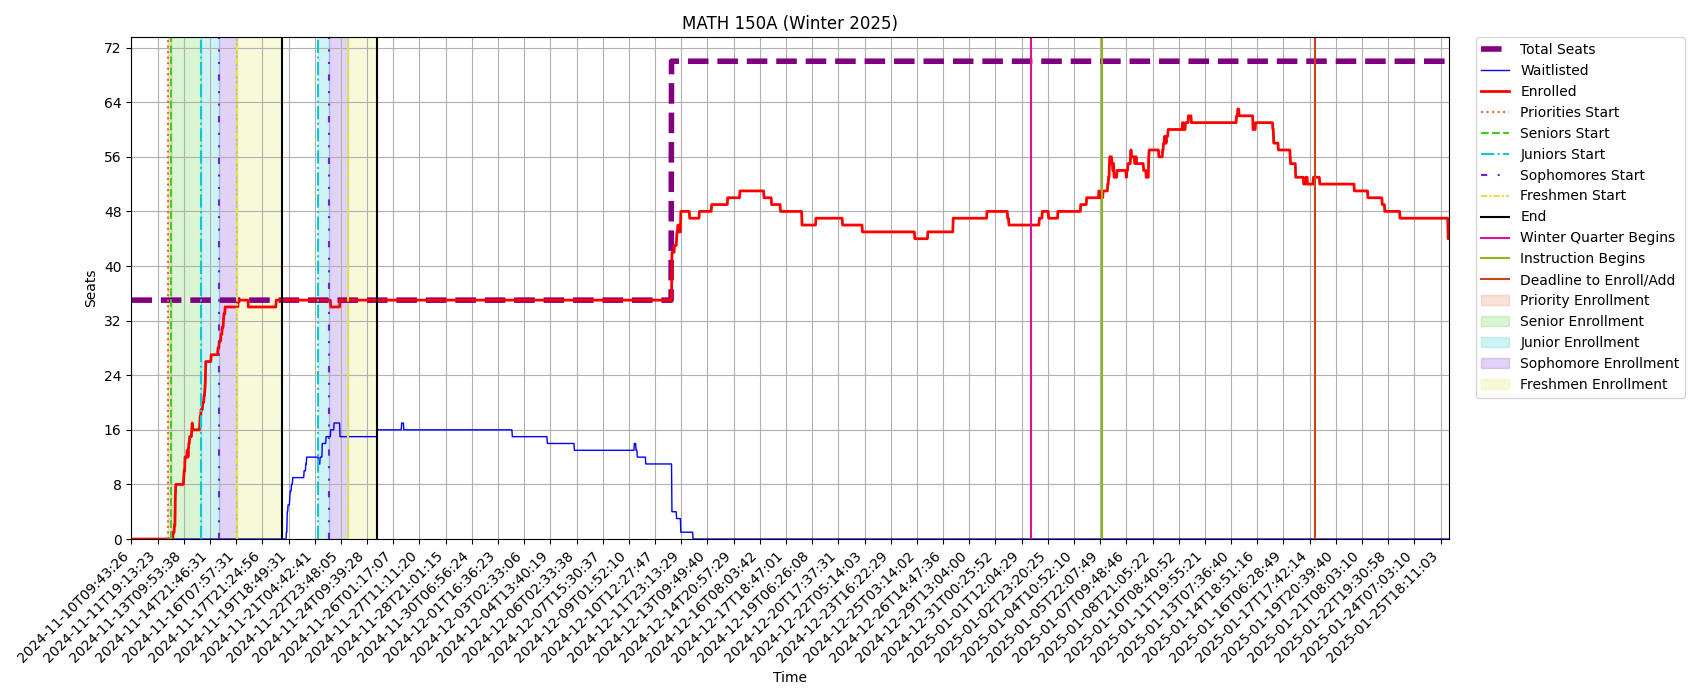 MATH 150A (Winter 2025)
Seats
72
64
56
48
40
32
24
16
8
0
2024-11-10T09:43:26
2024-11-11T19:13:23
2024-11-13T09:53:38
2024-11-14T21:46:31
2024-11-16T07:57:31
2024-11-17T21:24:56
2024-11-19T18:49:31
2024-11-21T04:42:41
2024-11-22T23:48:05
2024-11-24T09:39:28
2024-11-26T01:17:07
2024-11-27T11:11:20
2024-11-28T21:01:15
2024-11-30T06:56:24
2024-12-01T16:36:23
2024-12-03T02:33:06
2024-12-04T13:40:19
2024-12-06T02:33:38
2024-12-07T15:30:37
2024-12-09T01:52:10
2024-12-10T12:27:47
2024-12-11T23:13:29
2024-12-13T09:49:40
2024-12-14T20:57:29
2024-12-16T08:03:42
2024-12-17T18:47:01
2024-12-19T06:26:08
2024-12-20T17:37:31
2024-12-22T05:14:03
2024-12-23T16:22:29
2024-12-25T03:14:02
2024-12-26T14:47:36
2024-12-29T13:04:00
2024-12-31T00:25:52
2025-01-01T12:04:29
2025-01-02T23:20:25
2025-01-04T10:52:10
2025-01-05T22:07:49
2025-01-07T09:48:46
2025-01-08T21:05:22
2025-01-10T08:40:52
2025-01-11T19:55:21
2025-01-13T07:36:40
2025-01-14T18:51:16
2025-01-16T06:28:49
2025-01-17T17:42:14
2025-01-19T20:39:40
2025-01-21T08:03:10
2025-01-22T19:30:58
2025-01-24T07:03:10
2025-01-25T18:11:03
Time
Total Seats
Waitlisted
Enrolled
Priorities Start
Seniors Start
Juniors Start
Sophomores Start
Freshmen Start
End
Winter Quarter Begins
Instruction Begins
Deadline to Enroll/Add
Priority Enrollment
Senior Enrollment
Junior Enrollment
Sophomore Enrollment
Freshmen Enrollment